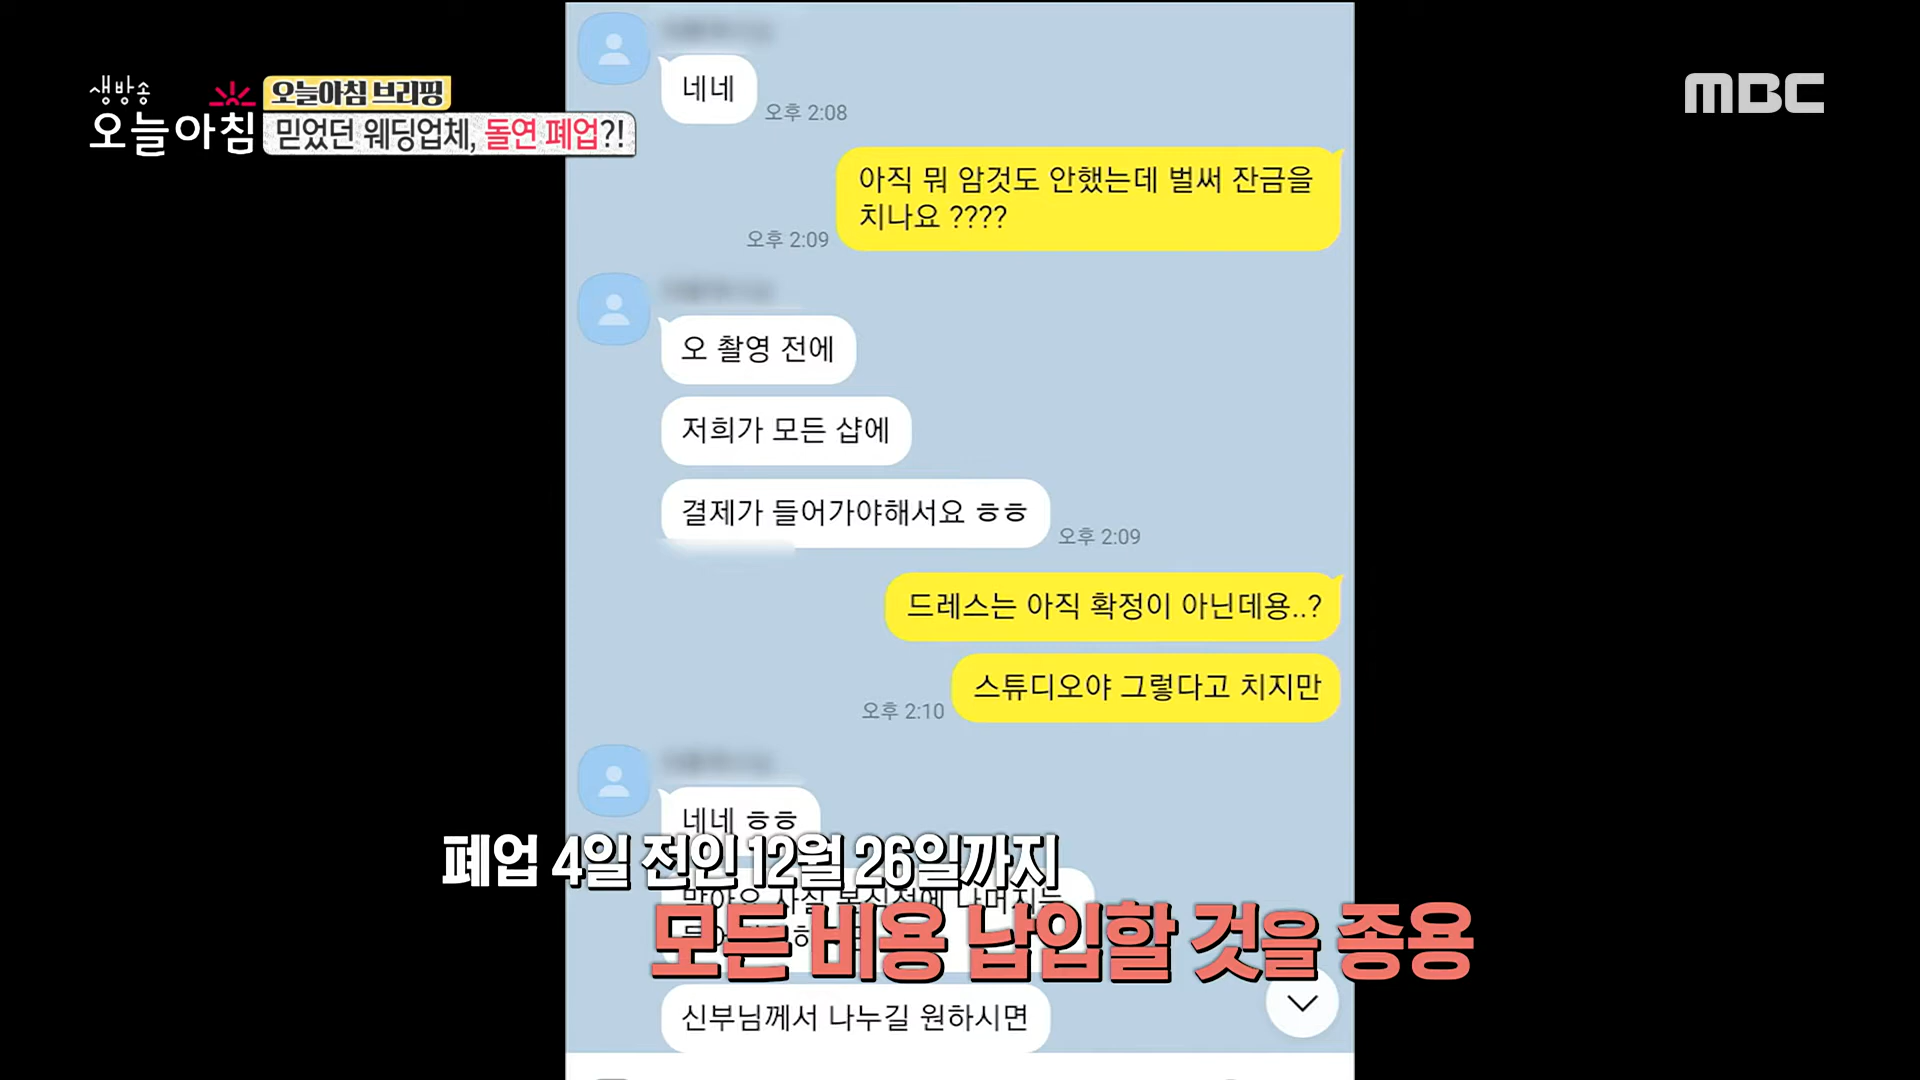 생방송
오늘아침
오늘아침 브리핑
믿었던 웨딩업체, 돌연 폐업?!
MBC
네네
오후 2:08
아직 뭐 암것도 안했는데 벌써 잔금을
치나요 ????
오후 2:09
오 촬영 전에
저희가 모든 샵에
결제가 들어가야해서요 ㅎㅎ
오후 2:09
드레스는 아직 확정이 아닌데용..?
스튜디오야 그렇다고 치지만
오후 2:10
네네 ㅎㅎ
폐업 4일 전인 12월 26일까지
모든 비용 납입할 것을 종용
신부님께서 나누길 원하시면